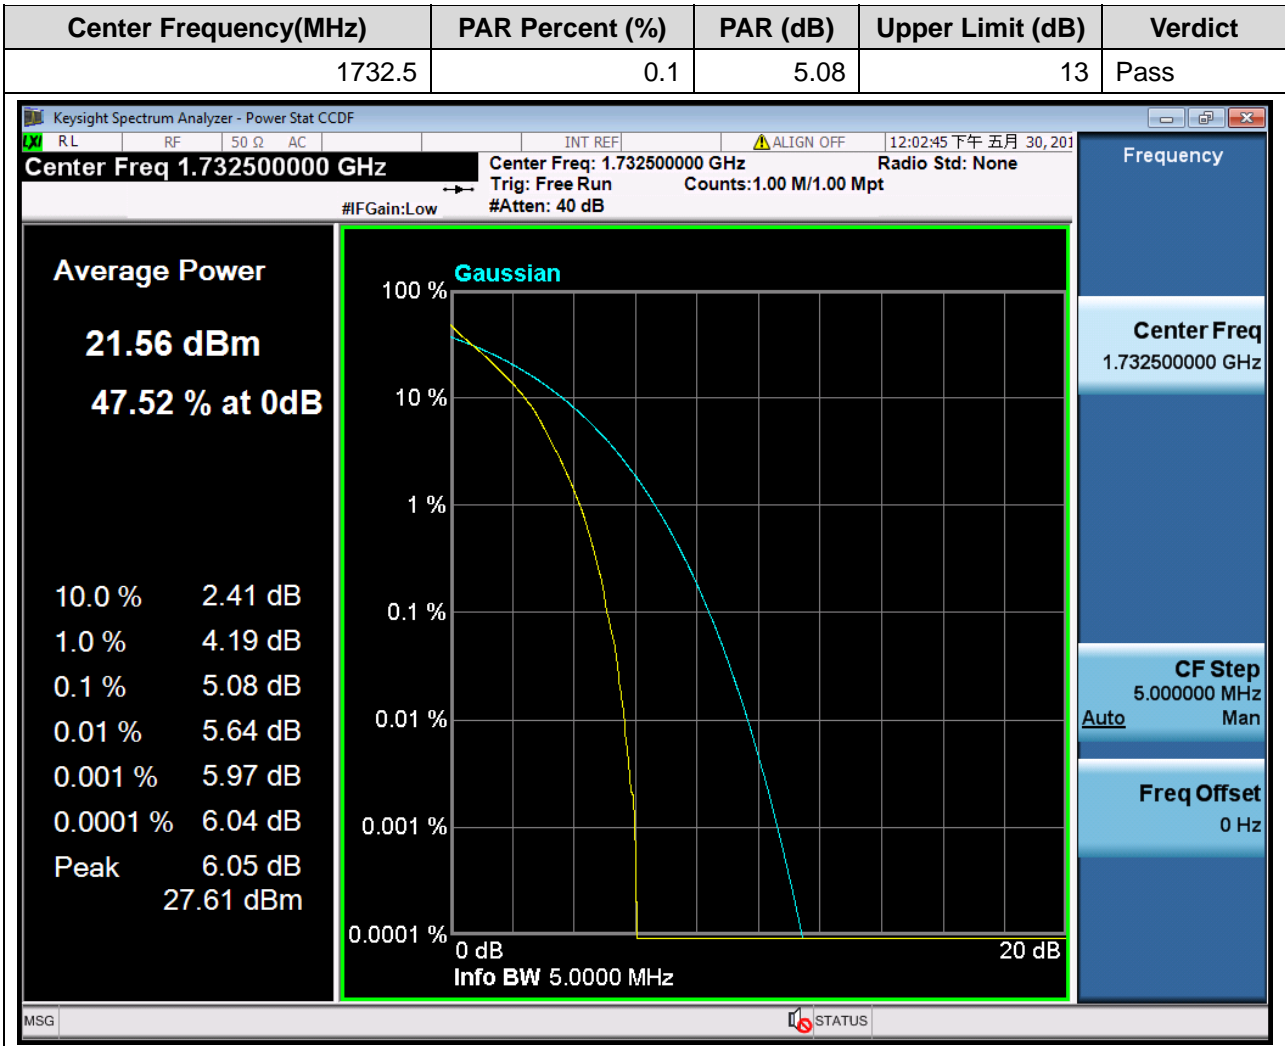 Center Frequency(MHz) PAR Percent (%) PAR (dB) Upper Limit (dB) Verdict
1732.5 0.1 5.08 13 Pass
Keysight Spectrum Analyzer - Power Stat CCDF
LXI RL RF 50 Ω AC INT REF ALIGN OFF 12:02:45 下午 五月 30, 201
Center Freq 1.732500000 GHz
Center Freq: 1.732500000 GHz Radio Std: None
Trig: Free Run Counts:1.00 M/1.00 Mpt
#IFGain:Low #Atten: 40 dB
Average Power
21.56 dBm
47.52 % at 0dB
10.0 % 2.41 dB
1.0 % 4.19 dB
0.1 % 5.08 dB
0.01 % 5.64 dB
0.001 % 5.97 dB
0.0001 % 6.04 dB
Peak 6.05 dB
27.61 dBm
Gaussian
100 %
10 %
1 %
0.1 %
0.01 %
0.001 %
0.0001 %
0 dB 20 dB
Info BW 5.0000 MHz
Frequency
Center Freq
1.732500000 GHz
CF Step
5.000000 MHz
Auto Man
Freq Offset
0 Hz
MSG STATUS